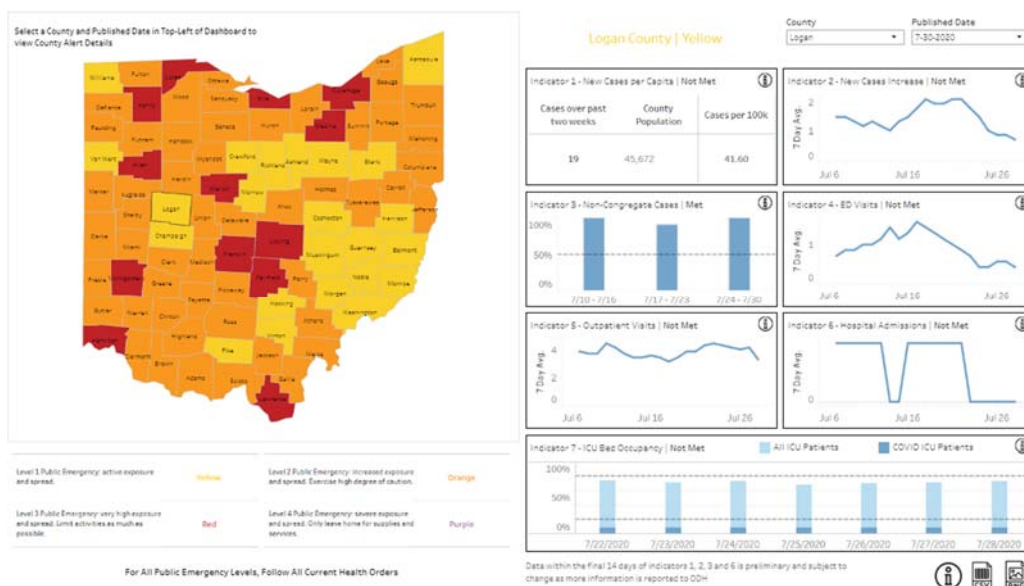 Select a County and Published Date in Top-Left of Dashboard to
view County Alert Details
Williams
Fulton
Lucas
Ottawa
Lake
Ashtabula
Geauga
Cuyahoga
Defiance
Henry
Wood
Sandusky
Erie
Lorain
Trumbull
Paulding
Putnam
Hancock
Seneca
Huron
Medina
Summit
Portage
Mahoning
Van Wert
Allen
Wyandot
Crawford
Richland
Ashland
Wayne
Stark
Columbiana
Mercer
Auglaize
Hardin
Marion
Morrow
Holmes
Carroll
Tuscarawas
Jefferson
Shelby
Logan
Union
Delaware
Knox
Coshocton
Harrison
Darke
Miami
Champaign
Franklin
Licking
Muskingum
Guernsey
Belmont
Clark
Madison
Preble
Montgomery
Greene
Pickaway
Fairfield
Perry
Noble
Monroe
Morgan
Butler
Warren
Clinton
Fayette
Ross
Hocking
Athens
Washington
Hamilton
Clermont
Highland
Pike
Vinton
Meigs
Brown
Adams
Scioto
Jackson
Gallia
Lawrence
Level 1 Public Emergency: active exposure
and spread.
Yellow
Level 2 Public Emergency: increased exposure
and spread. Exercise high degree of caution.
Orange
Level 3 Public Emergency: very high exposure
and spread. Limit activities as much as
possible.
Red
Level 4 Public Emergency: severe exposure
and spread. Only leave home for supplies and
services.
Purple
For All Public Emergency Levels, Follow All Current Health Orders
Logan County | Yellow
County
Logan
Published Date
7-30-2020
Indicator 1 - New Cases per Capita | Not Met
Cases over past
two weeks
County
Population
Cases per 100k
19
45,672
41.60
Indicator 2 - New Cases Increase | Not Met
7 Day Avg.
2
1
0
Jul 6
Jul 16
Jul 26
Indicator 3 - Non-Congregate Cases | Met
100%
50%
0%
7/10 - 7/16
7/17 - 7/23
7/24 - 7/30
Indicator 4 - ED Visits | Not Met
7 Day Avg.
1
0
Jul 6
Jul 16
Jul 26
Indicator 5 - Outpatient Visits | Not Met
7 Day Avg.
4
2
0
Jul 6
Jul 16
Jul 26
Indicator 6 - Hospital Admissions | Not Met
7 Day Avg.
0
Jul 6
Jul 16
Jul 26
Indicator 7 - ICU Bed Occupancy | Not Met
All ICU Patients
COVID ICU Patients
100%
50%
0%
7/22/2020
7/23/2020
7/24/2020
7/25/2020
7/26/2020
7/27/2020
7/28/2020
Data within the final 14 days of indicators 1, 2, 3 and 6 is preliminary and subject to
change as more information is reported to ODH